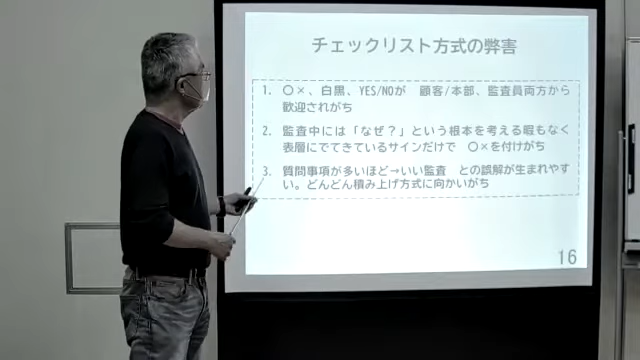 チェックリスト方式の弊害
1. 〇×、白黒、YES/NOが 顧客/本部、監査員両方から
歓迎されがち
2. 監査中には「なぜ？」という根本を考える暇もなく
表層にでてきているサインだけで 〇×を付けがち
3. 質問事項が多いほど→いい監査 との誤解が生まれやす
い。どんどん積み上げ方式に向かいがち
16